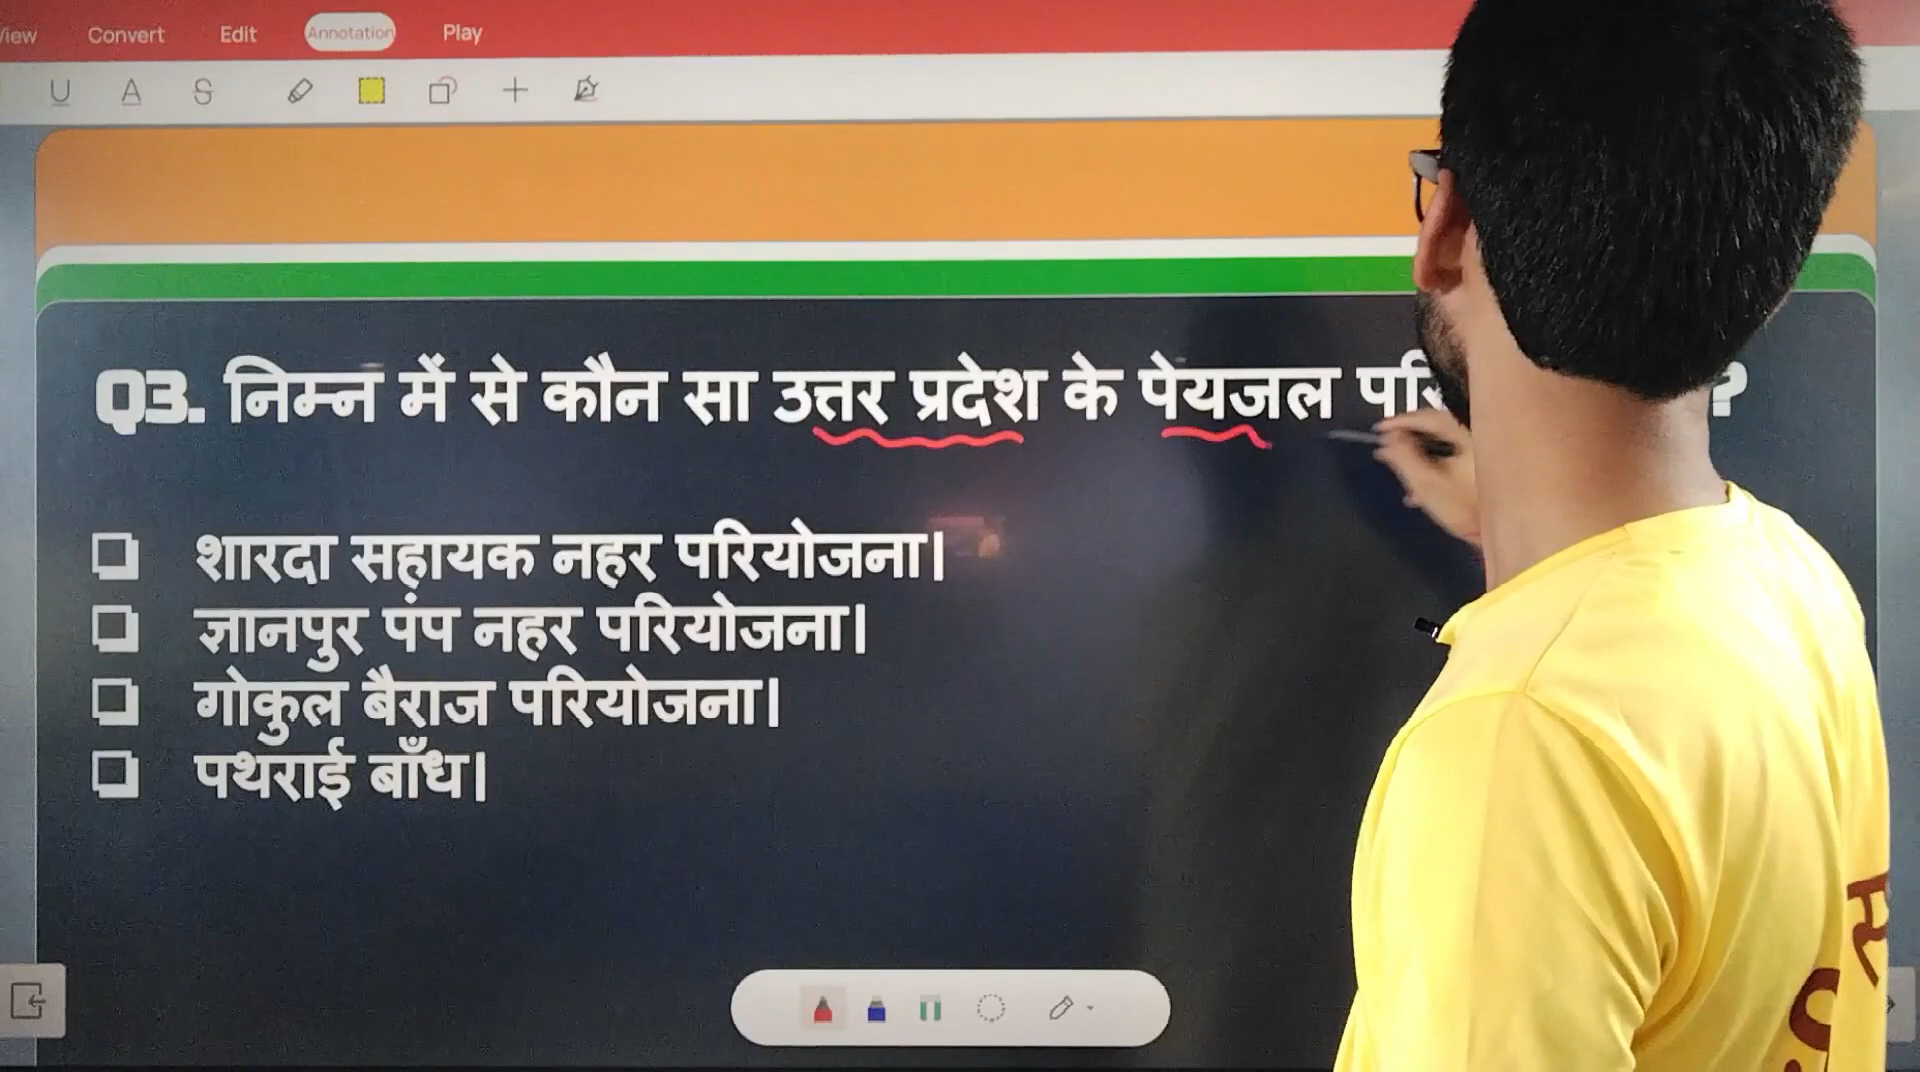 View Convert Edit Annotation Play
U A S
Q3. निम्न में से कौन सा उत्तर प्रदेश के पेयजल ?
शारदा सहायक नहर परियोजना।
ज्ञानपुर पंप नहर परियोजना।
गोकुल बैराज परियोजना।
पथराई बाँध।